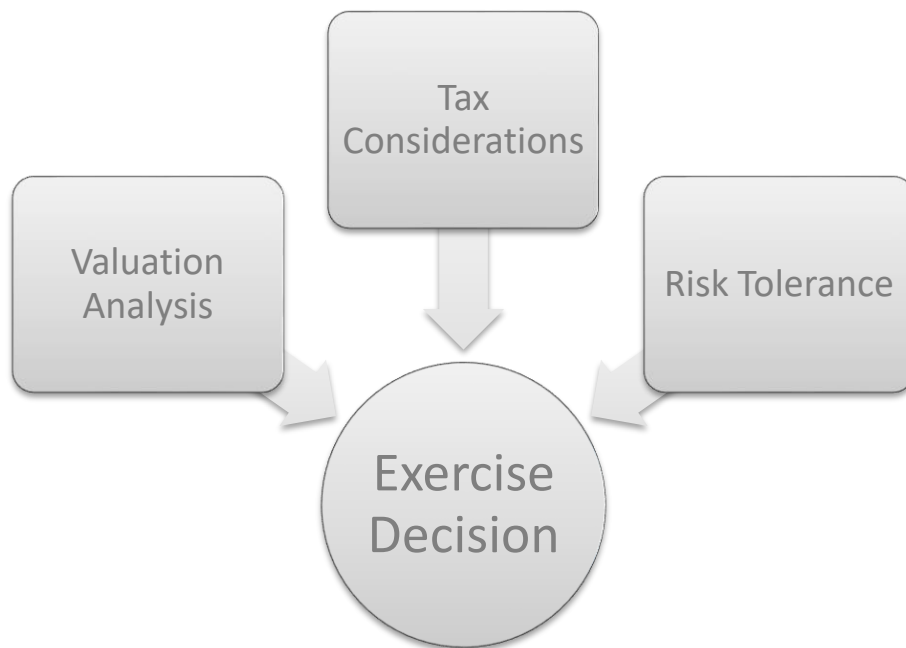 Tax
Considerations
Valuation
Analysis
Risk Tolerance
Exercise
Decision